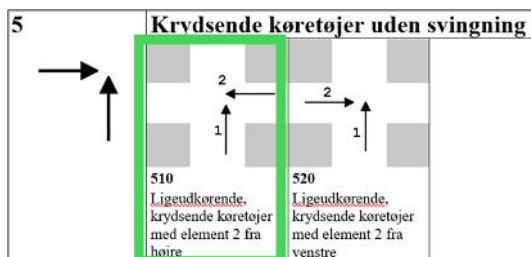 5
Krydsende køretøjer uden svingning
2
1
510
Ligeudkørende,
krydsende køretøjer
med element 2 fra
højre
2
1
520
Ligeudkørende,
krydsende køretøjer
med element 2 fra
venstre